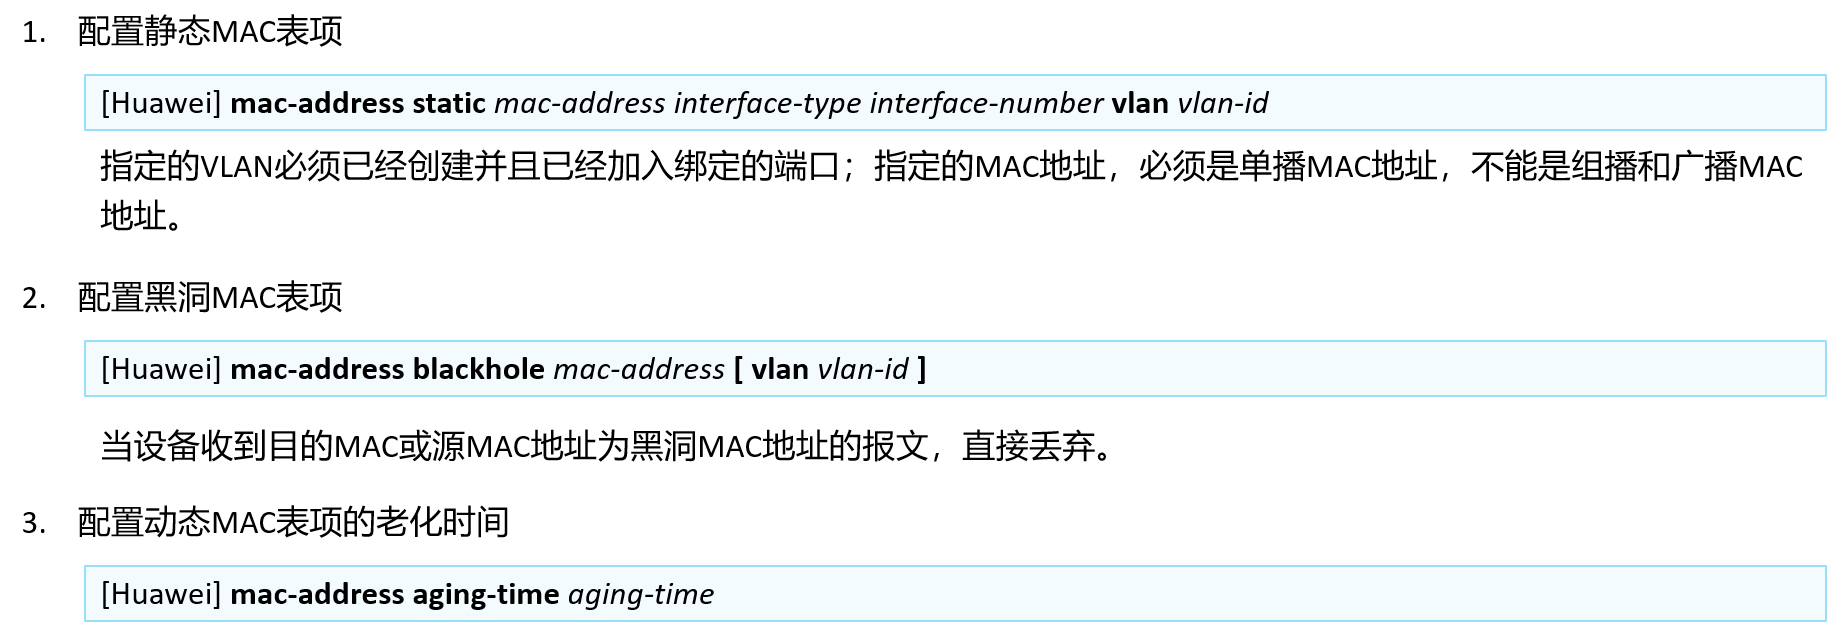 1. 配置静态MAC表项
[Huawei] mac-address static mac-address interface-type interface-number vlan vlan-id
指定的VLAN必须已经创建并且已经加入绑定的端口；指定的MAC地址，必须是单播MAC地址，不能是组播和广播MAC
地址。
2. 配置黑洞MAC表项
[Huawei] mac-address blackhole mac-address [ vlan vlan-id ]
当设备收到目的MAC或源MAC地址为黑洞MAC地址的报文，直接丢弃。
3. 配置动态MAC表项的老化时间
[Huawei] mac-address aging-time aging-time